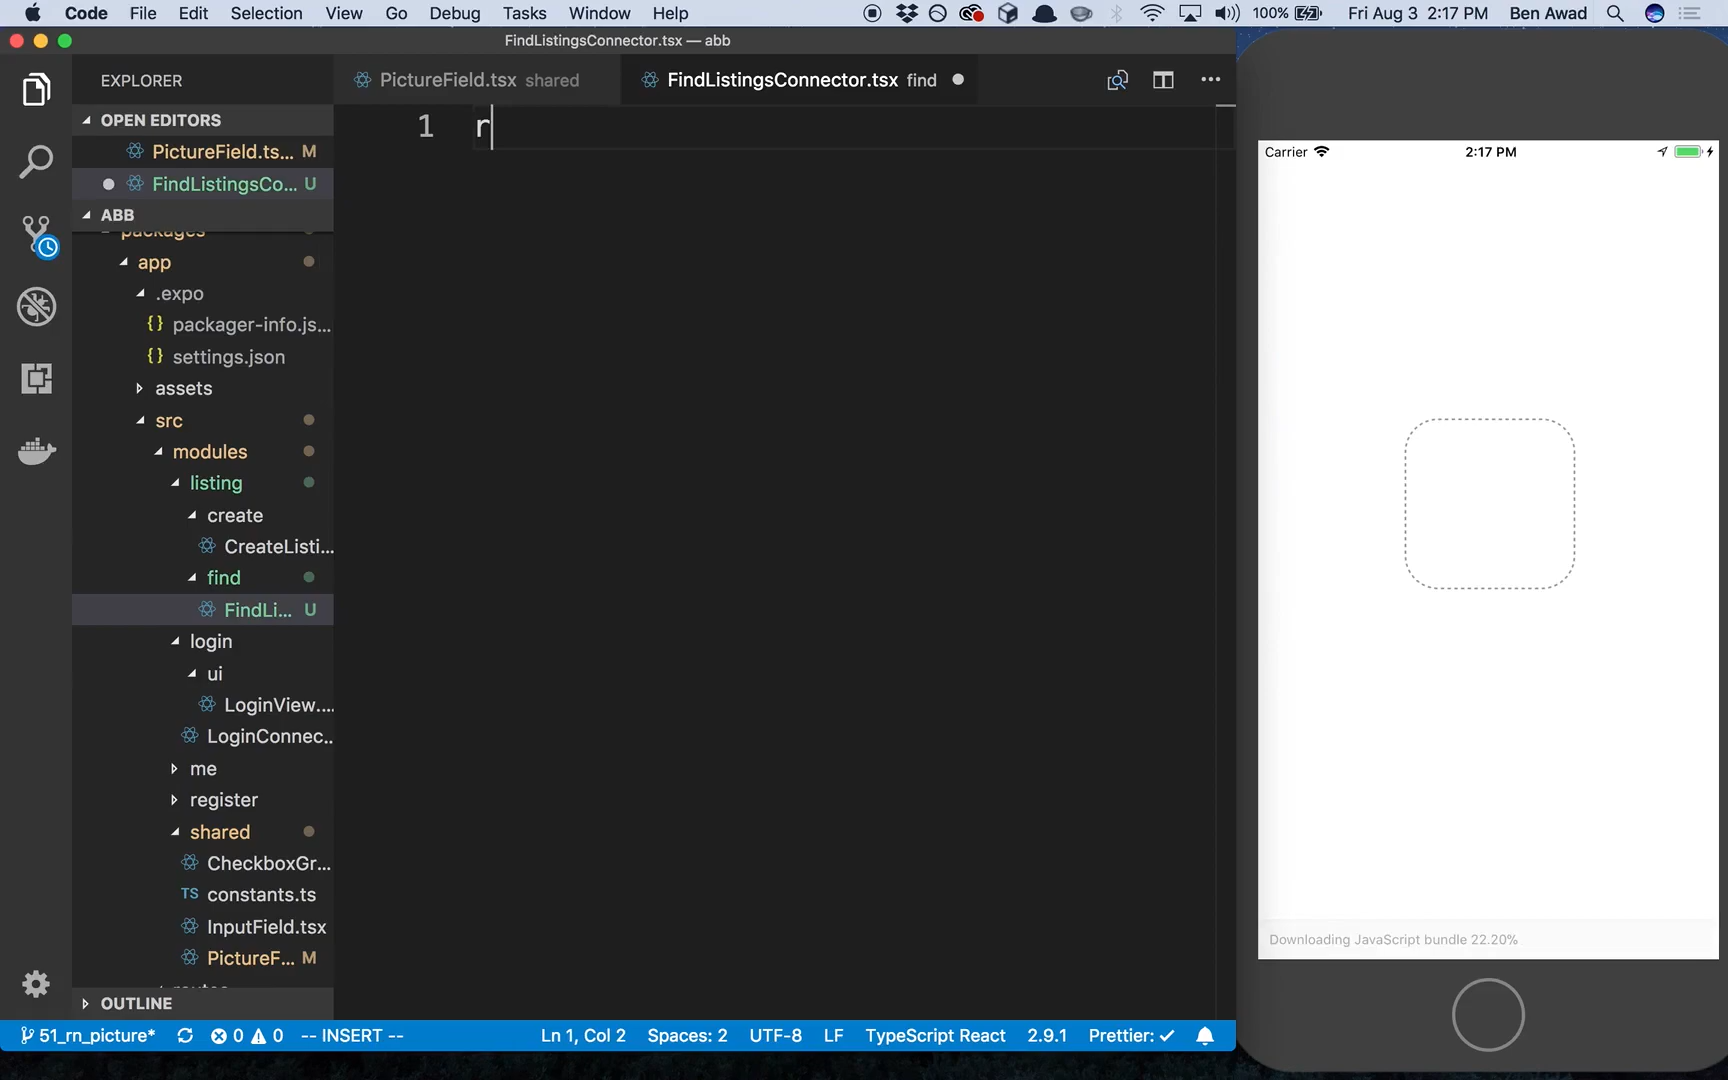 Code File Edit Selection View Go Debug Tasks Window Help 100% Fri Aug 3 2:17 PM Ben Awad
FindListingsConnector.tsx — abb
EXPLORER
PictureField.tsx shared
FindListingsConnector.tsx find
OPEN EDITORS
PictureField.ts... M
FindListingsCo... U
ABB
packages
app
.expo
{} packager-info.js...
{} settings.json
assets
src
modules
listing
create
CreateListi...
find
FindLi... U
login
ui
LoginView....
LoginConnec...
me
register
shared
CheckboxGr...
TS constants.ts
InputField.tsx
PictureF... M
OUTLINE
1 r
Carrier 2:17 PM
Downloading JavaScript bundle 22.20%
51_rn_picture* 0 0 -- INSERT -- Ln 1, Col 2 Spaces: 2 UTF-8 LF TypeScript React 2.9.1 Prettier: ✓